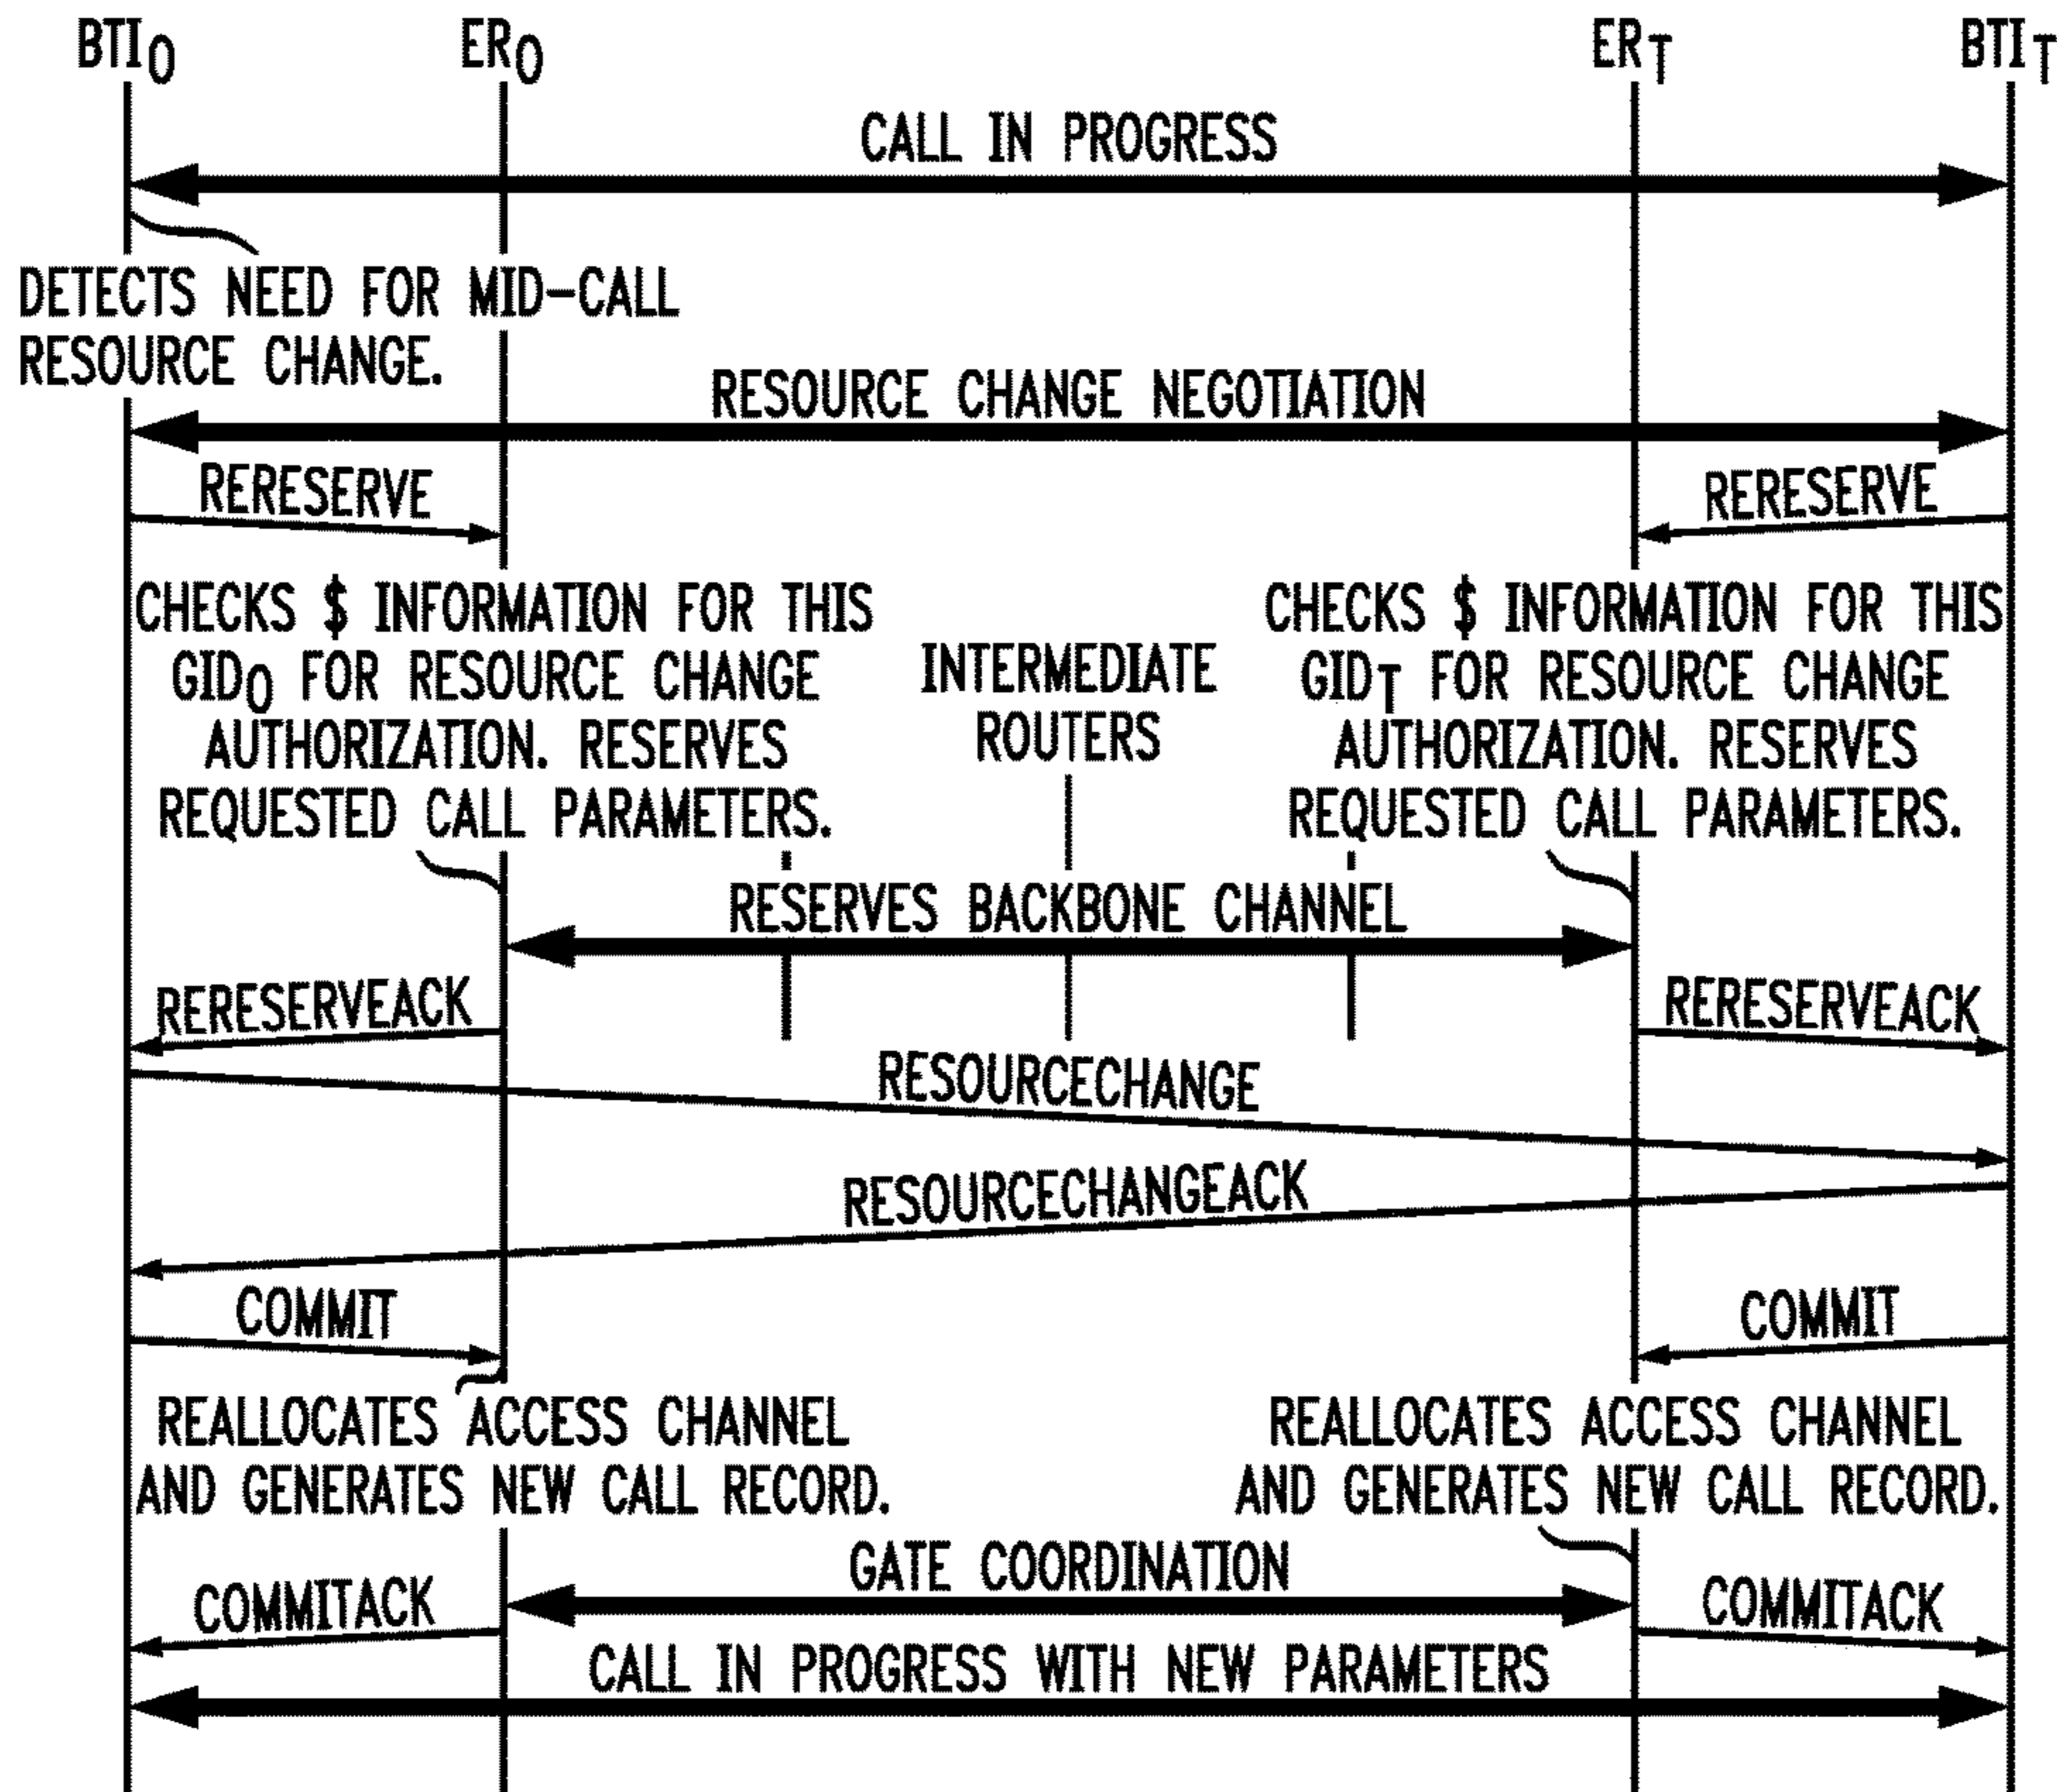 BTIO ERO ERT BTIT
CALL IN PROGRESS
DETECTS NEED FOR MID-CALL
RESOURCE CHANGE.
RESOURCE CHANGE NEGOTIATION
RERESERVE
RERESERVE
CHECKS $ INFORMATION FOR THIS
GIDO FOR RESOURCE CHANGE
AUTHORIZATION. RESERVES
REQUESTED CALL PARAMETERS.
INTERMEDIATE
ROUTERS
CHECKS $ INFORMATION FOR THIS
GIDT FOR RESOURCE CHANGE
AUTHORIZATION. RESERVES
REQUESTED CALL PARAMETERS.
RESERVES BACKBONE CHANNEL
RERESERVEACK
RERESERVEACK
RESOURCECHANGE
RESOURCECHANGEACK
COMMIT
COMMIT
REALLOCATES ACCESS CHANNEL
AND GENERATES NEW CALL RECORD.
REALLOCATES ACCESS CHANNEL
AND GENERATES NEW CALL RECORD.
GATE COORDINATION
COMMITACK
COMMITACK
CALL IN PROGRESS WITH NEW PARAMETERS